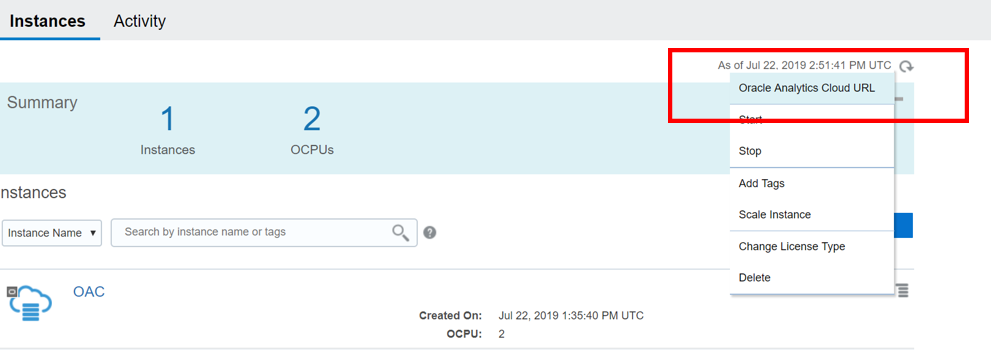 Instances Activity
As of Jul 22, 2019 2:51:41 PM UTC
Oracle Analytics Cloud URL
Summary
Start
1 2
Instances OCPUs
Stop
Add Tags
nstances
Scale Instance
Instance Name ▼ Search by instance name or tags ?
Change License Type
Delete
OAC
Created On: Jul 22, 2019 1:35:40 PM UTC
OCPU: 2